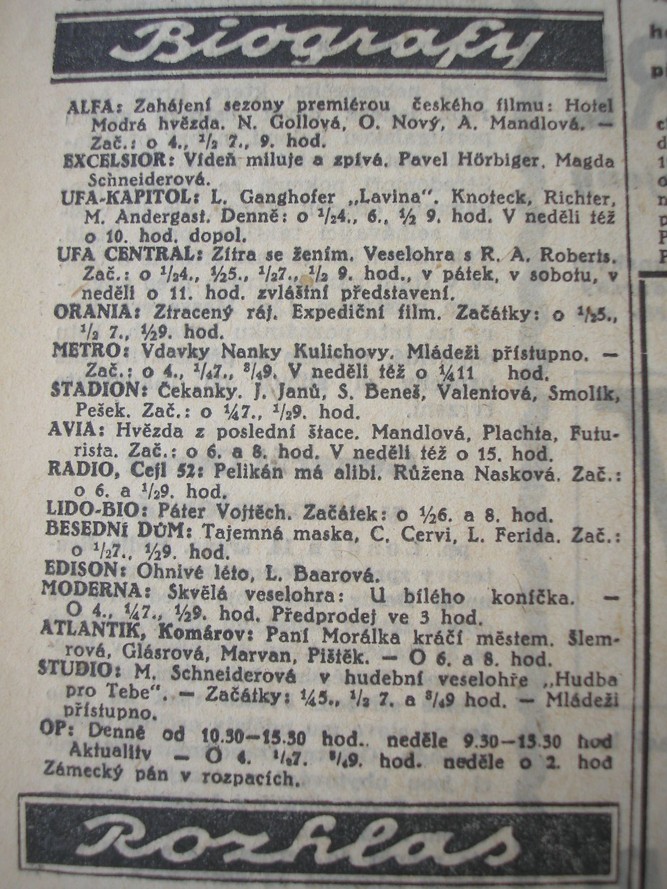 Biografy
ALFA: Zahájení sezony premiérou českého filmu: Hotel
Modrá hvězda. N. Gollová, O. Nový, A. Mandlová. —
Zač.: o 4., ½ 7., 9. hod.
EXCELSIOR: Vídeň miluje a zpívá. Pavel Hörbiger, Magda
Schneiderová.
UFA-KAPITOL: L. Ganghofer „Lavina". Knoteck, Richter,
M. Andergast. Denně: o ½4., 6., ½ 9. hod. V neděli též
o 10. hod. dopol.
UFA CENTRAL: Zítra se žením. Veselohra s R. A. Roberts.
Zač.: o ½4., ½5., ½7., ½ 9. hod., v pátek, v sobotu, v
neděli o 11. hod. zvláštní představení.
ORANIA: Ztracený ráj. Expediční film. Začátky: o ½5.,
½ 7., ½9. hod.
METRO: Vdavky Nanky Kulichovy. Mládeži přístupno. —
Zač.: o 4., ¼7., ¾9. V neděli též o ¼11 hod.
STADION: Čekanky. J. Janů, S. Beneš, Valentová, Smolík,
Pešek. Zač.: o ¼7., ½9. hod.
AVIA: Hvězda z poslední štace. Mandlová, Plachta, Futu-
rista. Zač.: o 6. a 8. hod. V neděli též o 15. hod.
RADIO, Cejl 52: Pelikán má alibi. Růžena Nasková. Zač.:
o 6. a ½9. hod.
LIDO-BIO: Páter Vojtěch. Začátek: o ½6. a 8. hod.
BESEDNÍ DŮM: Tajemná maska, C. Cervi, L. Ferida. Zač.:
o ½7., ½9. hod.
EDISON: Ohnivé léto, L. Baarová.
MODERNA: Skvělá veselohra: U bílého koníčka. —
O 4., ¼7., ½9. hod. Předprodej ve 3 hod.
ATLANTIK, Komárov: Paní Morálka kráčí městem. Šlem-
rová, Glásrová, Marvan, Pištěk. — O 6. a 8. hod.
STUDIO: M. Schneiderová v hudební veselohře „Hudba
pro Tebe". — Začátky: ¼5., ½ 7. a ¾9 hod. — Mládeži
přístupno.
OP: Denně od 10.30—15.30 hod. neděle 9.30—15.30 hod
Aktuality — O 4. ¼7. ¾9. hod. neděle o 2. hod
Zámecký pán v rozpacích.
Rozhlas